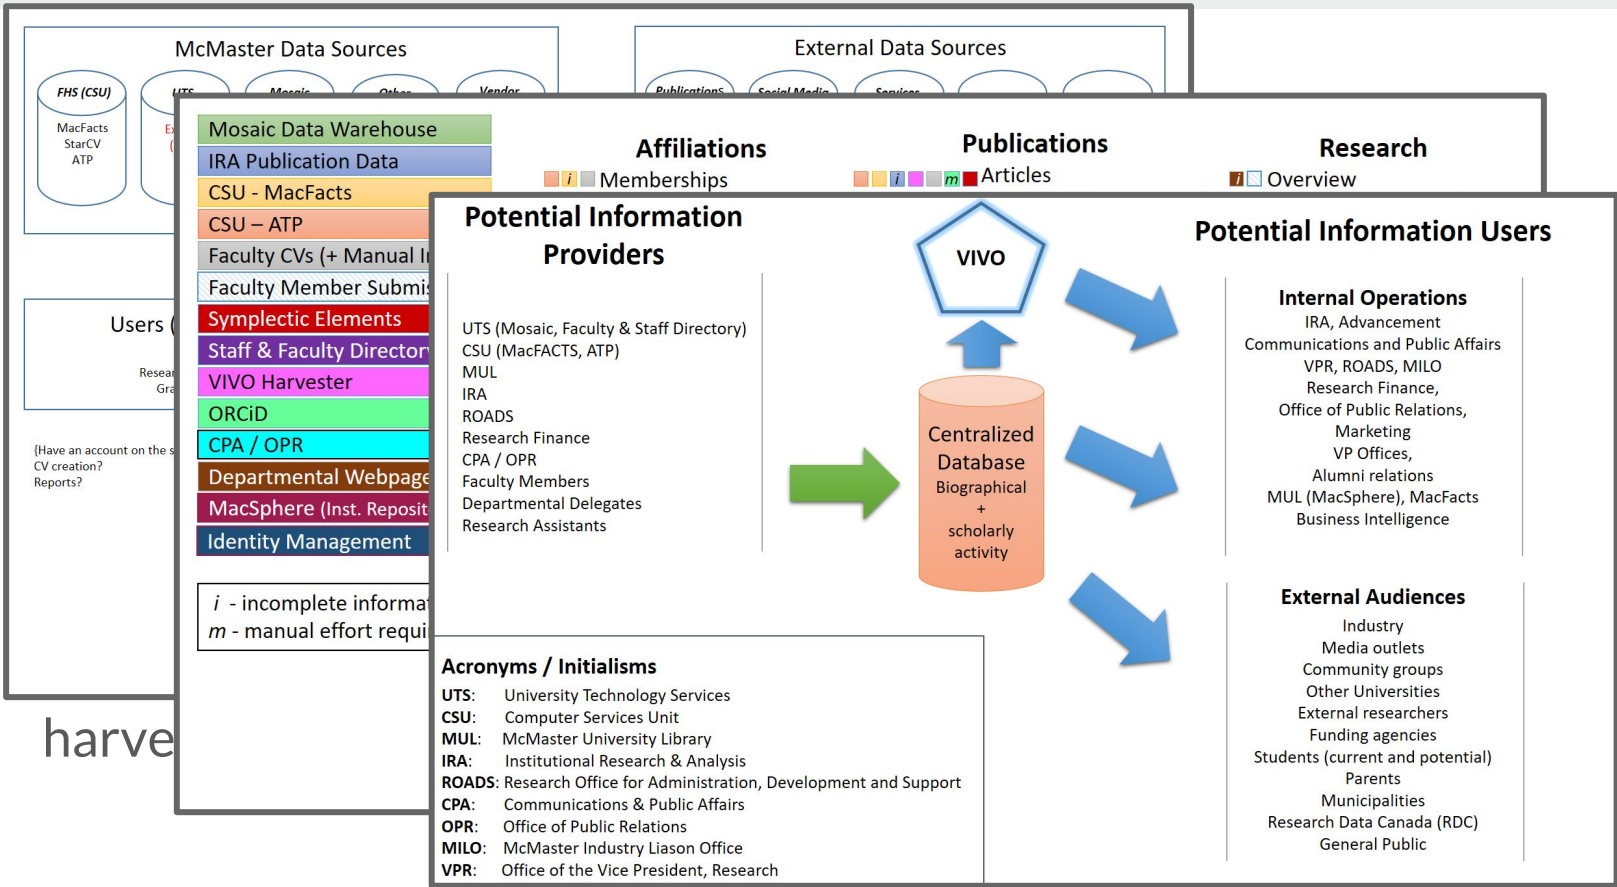 McMaster Data Sources
FHS (CSU)
UTS
Mosaic
Other
Vendor
MacFacts
StarCV
ATP
External Data Sources
Publications
Social Media
Services
Users (
{Have an account on the s
CV creation?
Reports?
harve
Mosaic Data Warehouse
IRA Publication Data
CSU - MacFacts
CSU – ATP
Faculty CVs (+ Manual
Faculty Member Submis
Symplectic Elements
Staff & Faculty Director
VIVO Harvester
ORCiD
CPA / OPR
Departmental Webpage
MacSphere (Inst. Reposit
Identity Management
i - incomplete informat
m - manual effort requi
Affiliations
i Memberships
Publications
i m Articles
Research
i Overview
Potential Information
Providers
UTS (Mosaic, Faculty & Staff Directory)
CSU (MacFACTS, ATP)
MUL
IRA
ROADS
Research Finance
CPA / OPR
Faculty Members
Departmental Delegates
Research Assistants
VIVO
Centralized
Database
Biographical
+
scholarly
activity
Potential Information Users
Internal Operations
IRA, Advancement
Communications and Public Affairs
VPR, ROADS, MILO
Research Finance,
Office of Public Relations,
Marketing
VP Offices,
Alumni relations
MUL (MacSphere), MacFacts
Business Intelligence
External Audiences
Industry
Media outlets
Community groups
Other Universities
External researchers
Funding agencies
Students (current and potential)
Parents
Municipalities
Research Data Canada (RDC)
General Public
Acronyms / Initialisms
UTS: University Technology Services
CSU: Computer Services Unit
MUL: McMaster University Library
IRA: Institutional Research & Analysis
ROADS: Research Office for Administration, Development and Support
CPA: Communications & Public Affairs
OPR: Office of Public Relations
MILO: McMaster Industry Liason Office
VPR: Office of the Vice President, Research